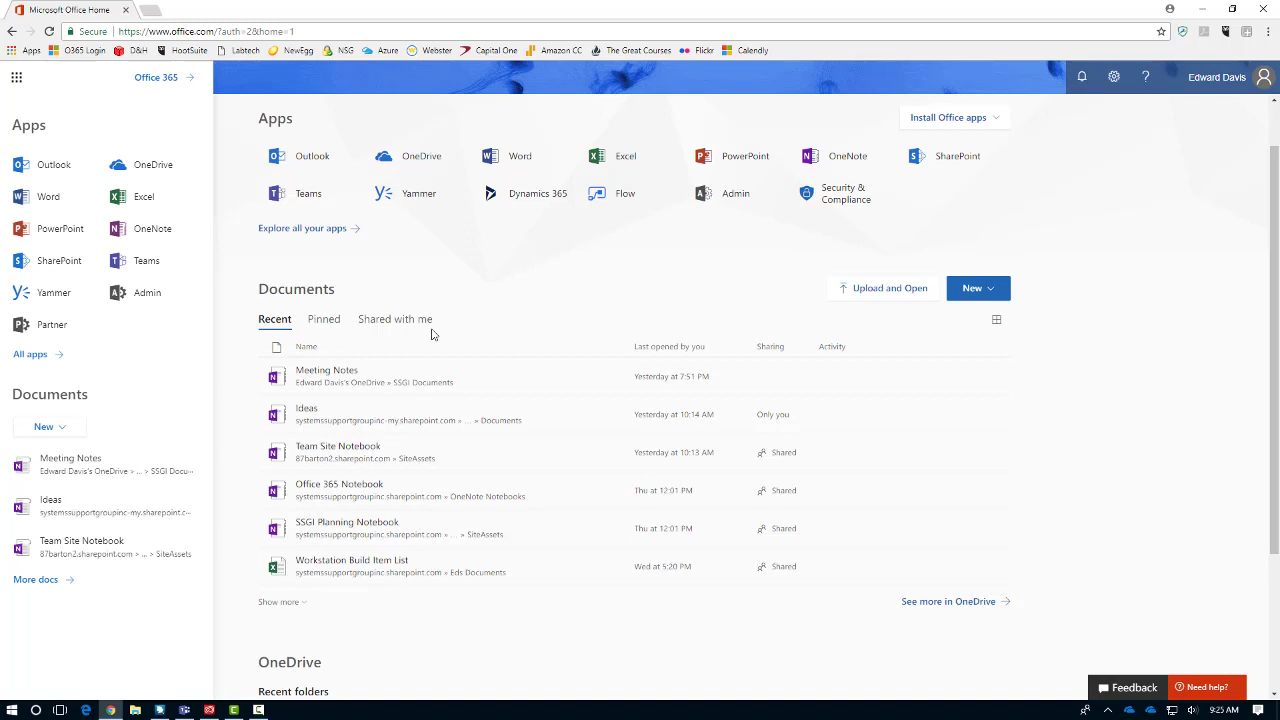 Microsoft Office Home
Secure https://www.office.com/?auth=2&home=1
Apps O365 Login D&H HootSuite Labtech NewEgg NSG Azure Webster Capital One Amazon CC The Great Courses Flickr Calendly
Office 365
Edward Davis
Apps
Outlook OneDrive
Word Excel
PowerPoint OneNote
SharePoint Teams
Yammer Admin
Partner
All apps
Documents
New
Meeting Notes
Edward Davis's OneDrive » ... » SSGI Docu...
Ideas
systemssupportgroupinc-my.sharepoint.c...
Team Site Notebook
87barton2.sharepoint.com » ... » SiteAssets
More docs
Apps
Install Office apps
Outlook OneDrive Word Excel PowerPoint OneNote SharePoint
Teams Yammer Dynamics 365 Flow Admin Security &
Compliance
Explore all your apps
Documents
Upload and Open New
Recent Pinned Shared with me
Name Last opened by you Sharing Activity
Meeting Notes
Edward Davis's OneDrive » SSGI Documents
Yesterday at 7:51 PM
Ideas
systemssupportgroupinc-my.sharepoint.com » ... » Documents
Yesterday at 10:14 AM Only you
Team Site Notebook
87barton2.sharepoint.com » SiteAssets
Yesterday at 10:13 AM Shared
Office 365 Notebook
systemssupportgroupinc.sharepoint.com » OneNote Notebooks
Thu at 12:01 PM Shared
SSGI Planning Notebook
systemssupportgroupinc.sharepoint.com » ... » SiteAssets
Thu at 12:01 PM Shared
Workstation Build Item List
systemssupportgroupinc.sharepoint.com » Eds Documents
Wed at 5:20 PM Shared
Show more
See more in OneDrive
OneDrive
Recent folders
Feedback
Need help?
9:25 AM